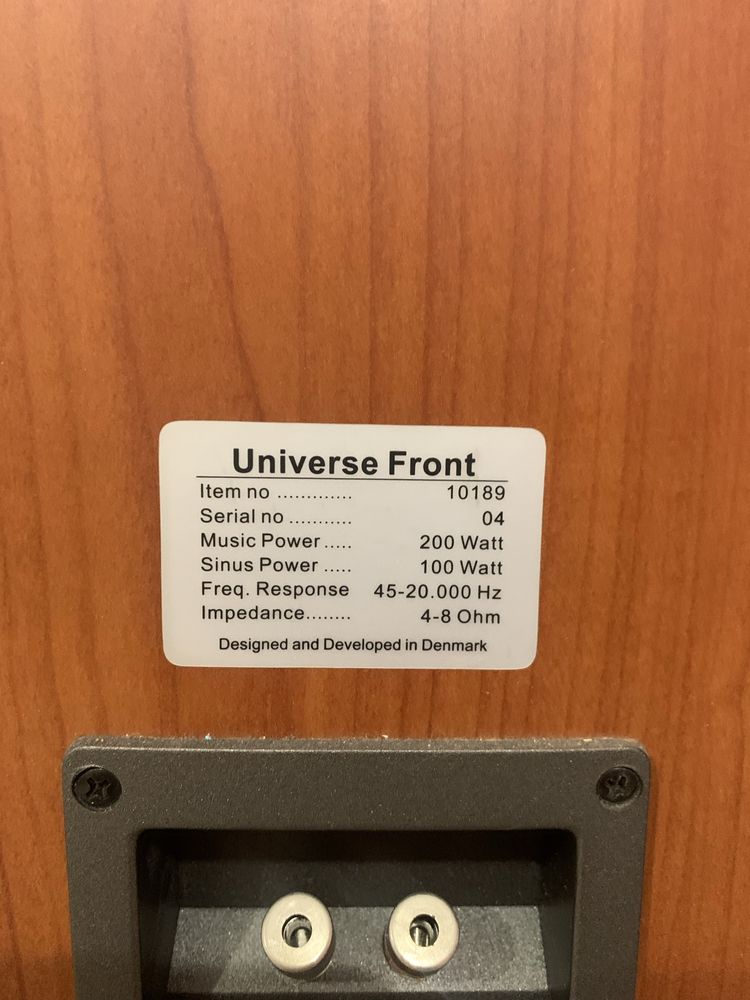 Universe Front
Item no ............. 10189
Serial no ........... 04
Music Power ..... 200 Watt
Sinus Power ..... 100 Watt
Freq. Response 45-20.000 Hz
Impedance........ 4-8 Ohm
Designed and Developed in Denmark